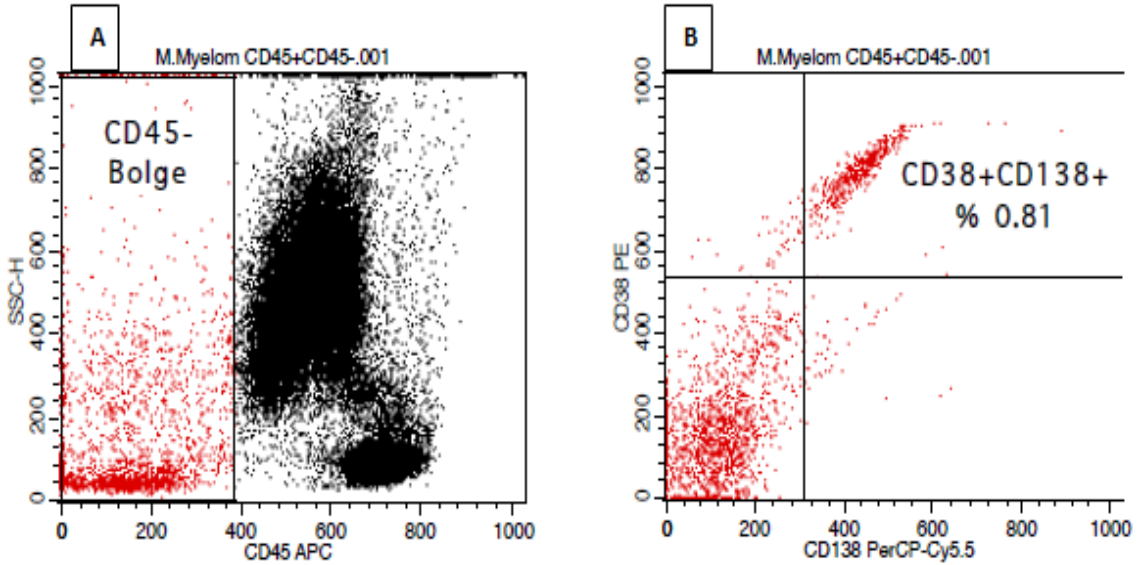 A
M.Myelom CD45+CD45-.001
CD45-
Bolge
SSC-H
1000
800
600
400
200
0
0 200 400 600 800 1000
CD45 APC
B
M.Myelom CD45+CD45-.001
CD38+CD138+
% 0.81
CD38 PE
1000
800
600
400
200
0
0 200 400 600 800 1000
CD138 PerCP-Cy5.5